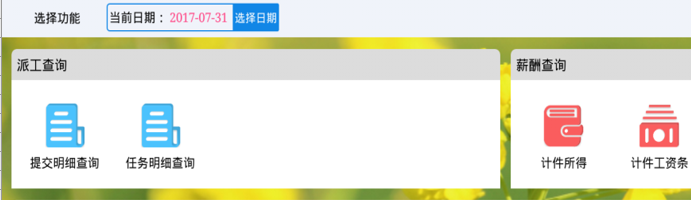 选择功能 当前日期： 2017-07-31 选择日期
派工查询
提交明细查询 任务明细查询
薪酬查询
计件所得 计件工资条